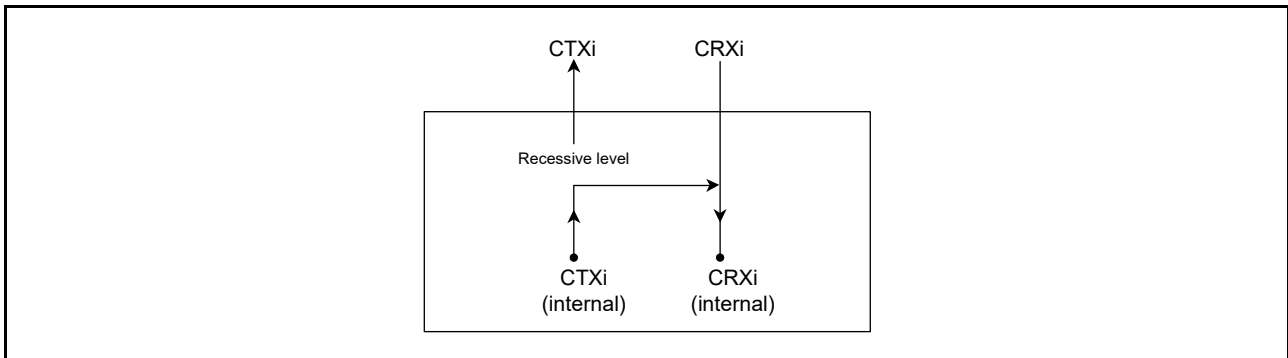 CTXi CRXi
Recessive level
CTXi CRXi
(internal) (internal)